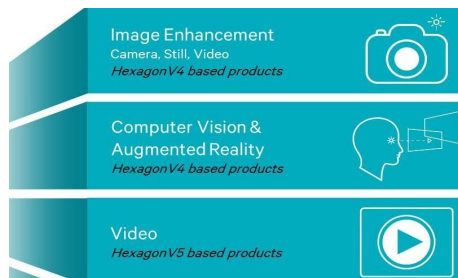 Image Enhancement
Camera, Still, Video
HexagonV4 based products
Computer Vision &
Augmented Reality
HexagonV4 based products
Video
HexagonV5 based products